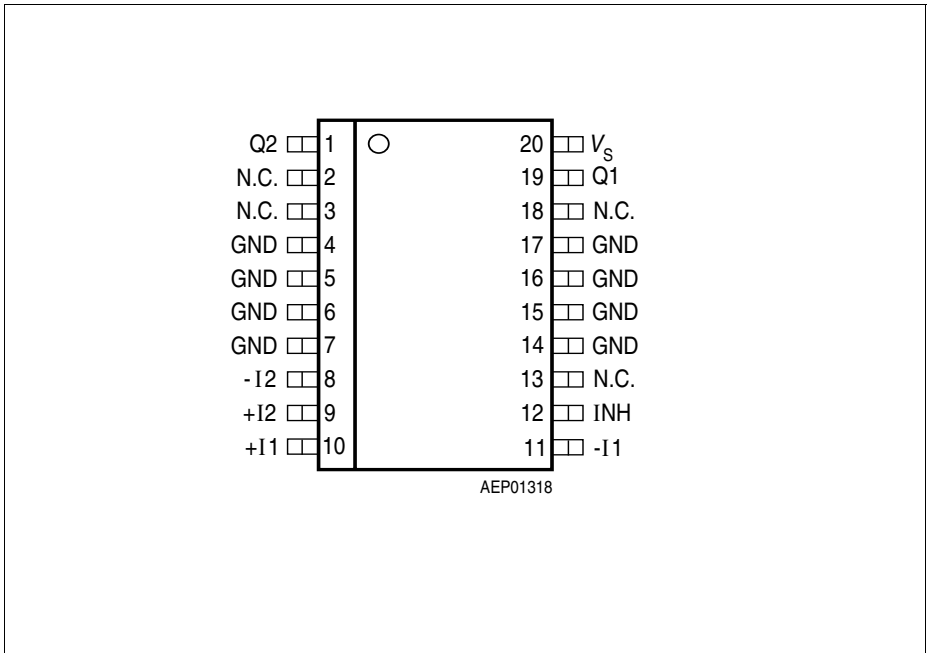 Q2 1 20 VS
N.C. 2 19 Q1
N.C. 3 18 N.C.
GND 4 17 GND
GND 5 16 GND
GND 6 15 GND
GND 7 14 GND
-I2 8 13 N.C.
+I2 9 12 INH
+I1 10 11 -I1
AEP01318